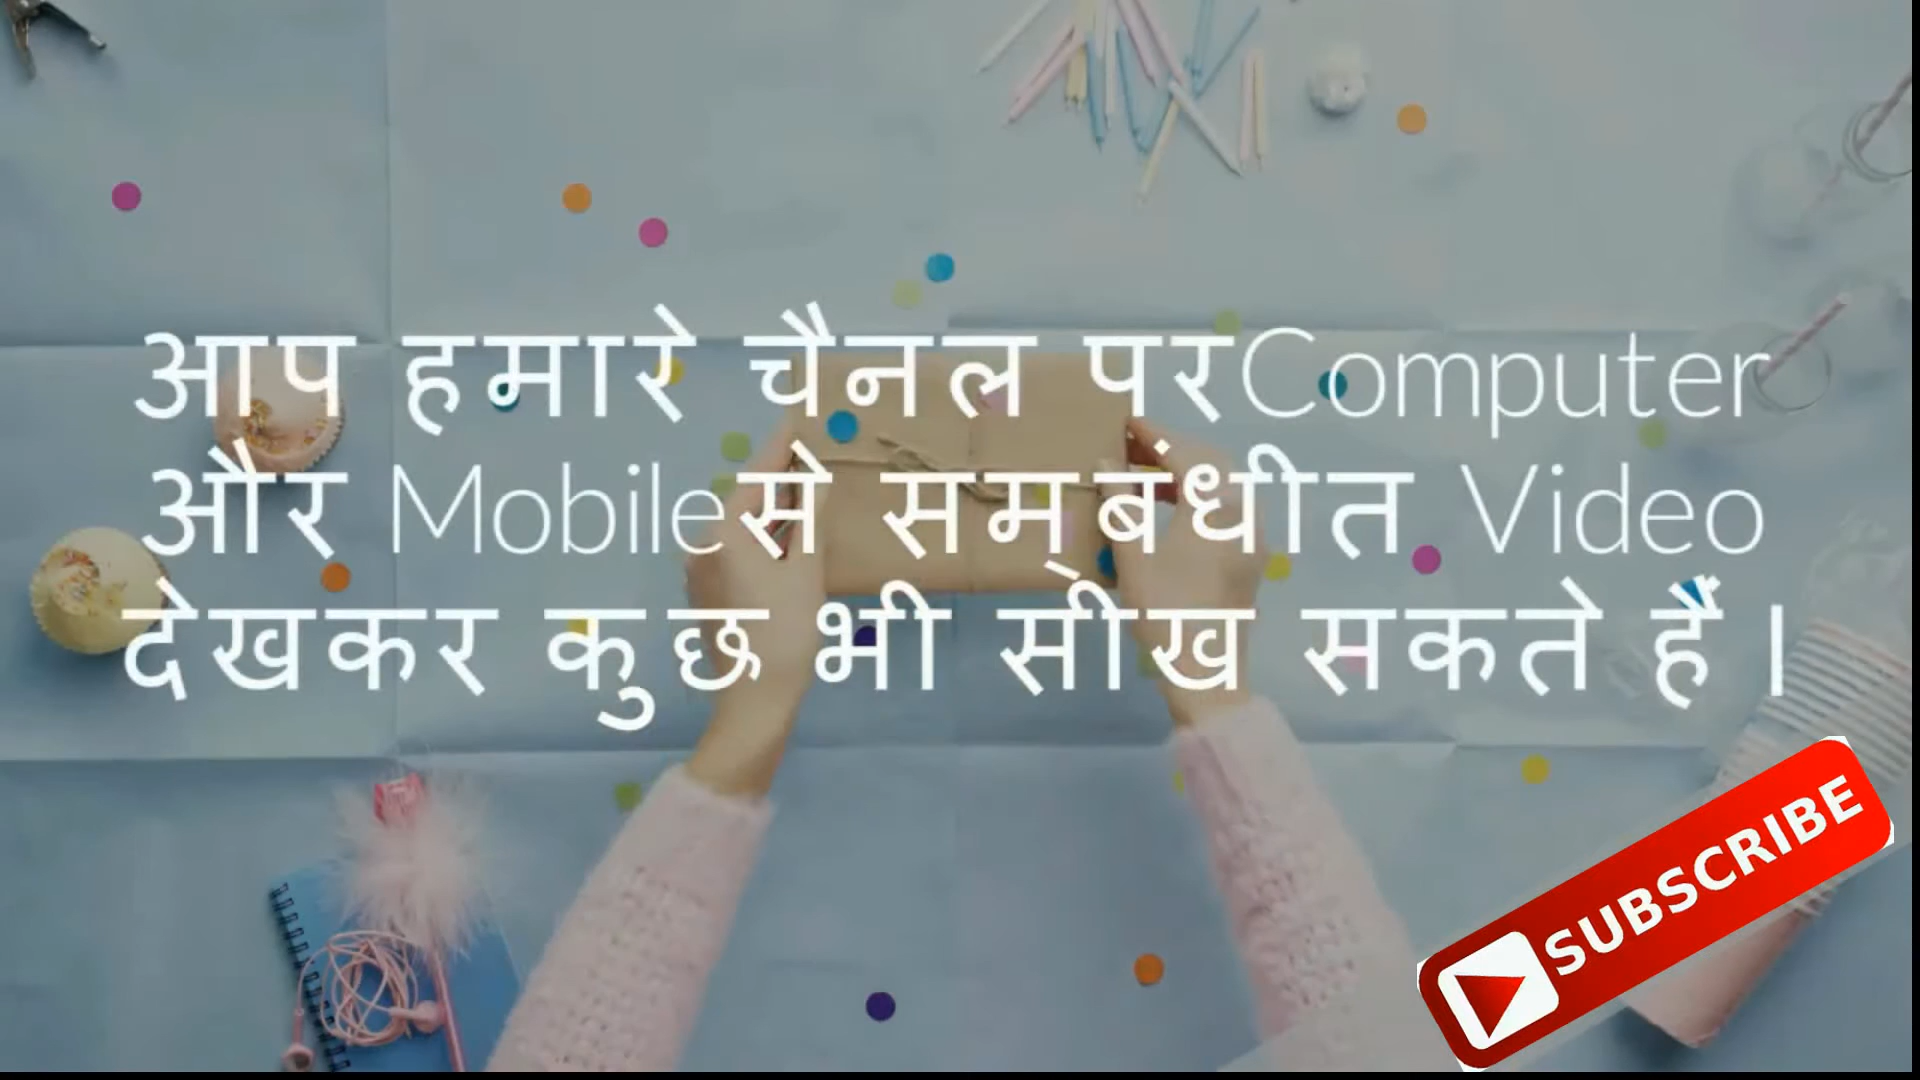 आप हमारे चैनल परComputer
और Mobileसे सम्बंधीत Video
देखकर कुछ भी सीख सकते हैं ।
SUBSCRIBE